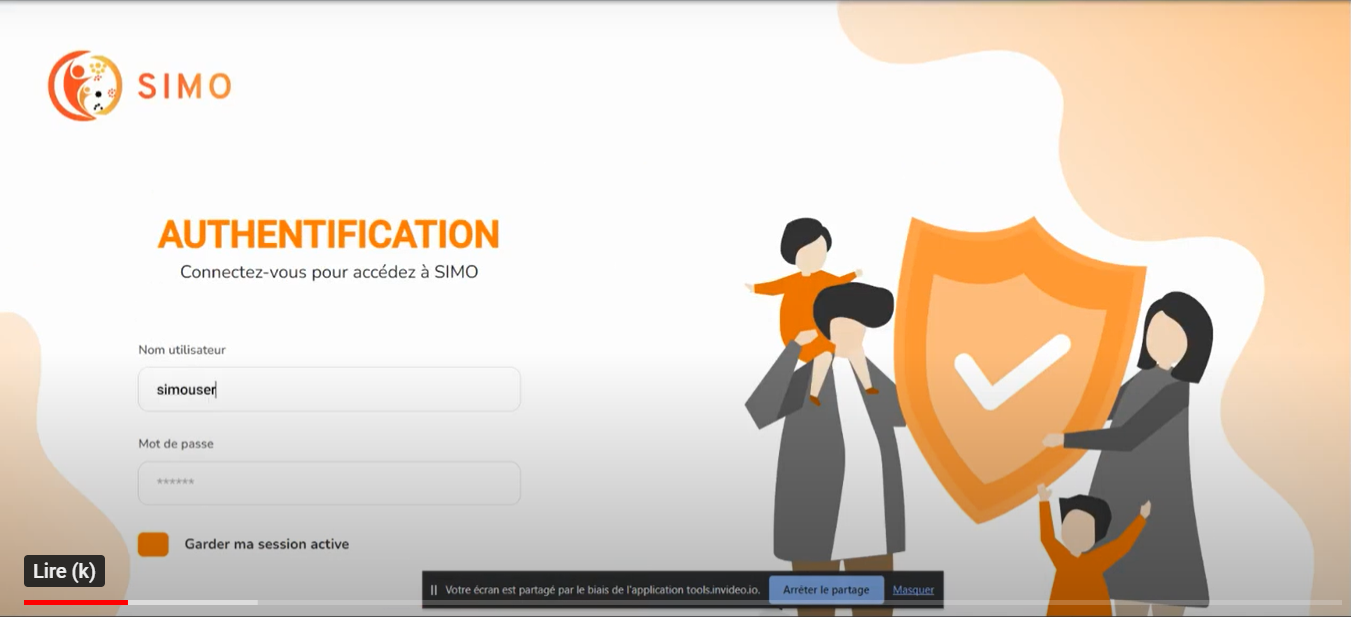 SIMO
AUTHENTIFICATION
Connectez-vous pour accédez à SIMO
Nom utilisateur
simouser
Mot de passe
******
Garder ma session active
Lire (k)
Votre écran est partagé par le biais de l'application tools.invideo.io.
Arrêter le partage
Masquer